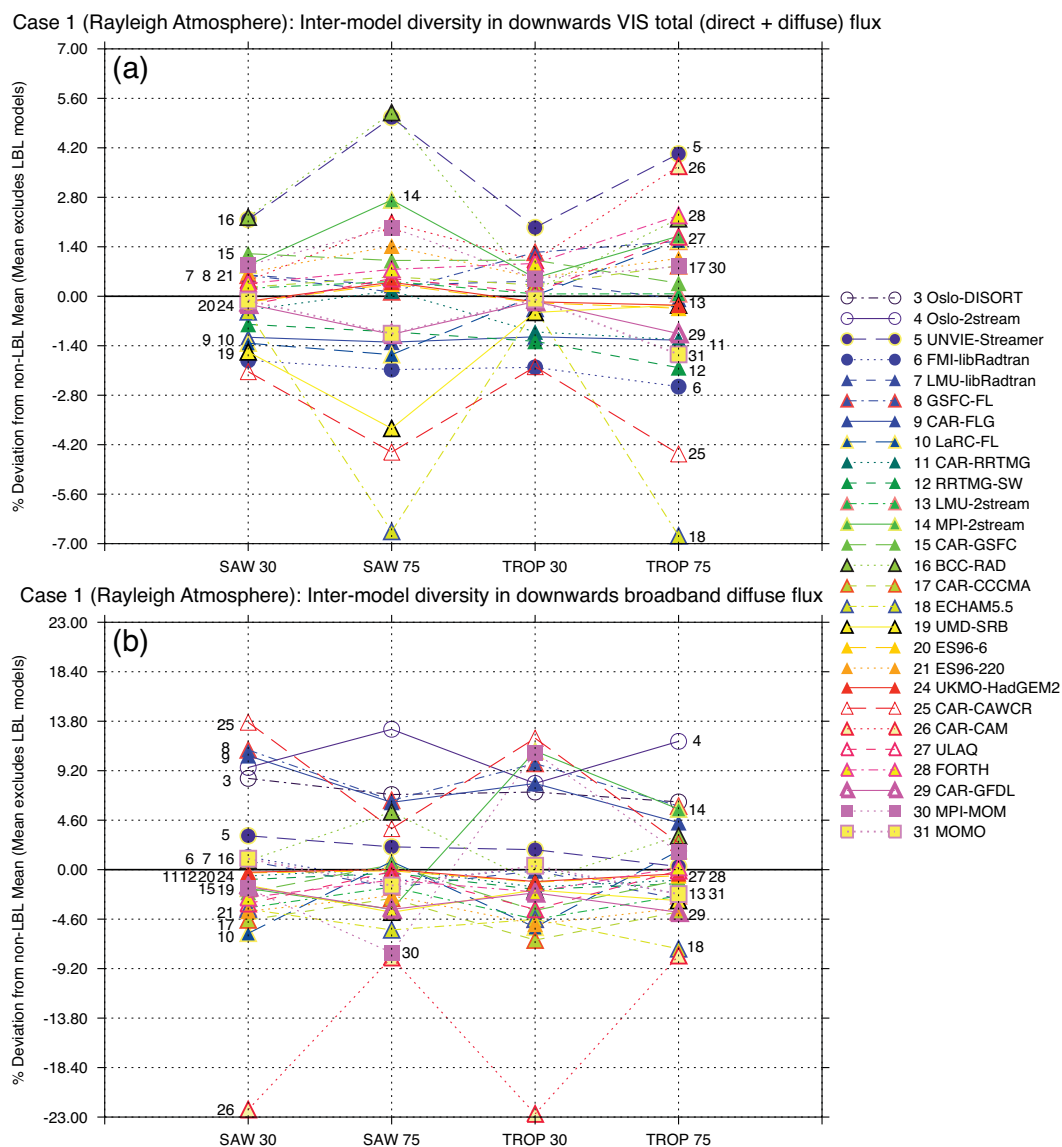 Case 1 (Rayleigh Atmosphere): Inter-model diversity in downwards VIS total (direct + diffuse) flux
(a)
% Deviation from non-LBL Mean (Mean excludes LBL models)
7.00
5.60
4.20
2.80
1.40
0.00
-1.40
-2.80
-4.20
-5.60
-7.00
16
15
7 8 21
20 24
9 10
19
14
5
26
28
27
17 30
13
29
11
31
12
6
25
18
SAW 30 SAW 75 TROP 30 TROP 75
Case 1 (Rayleigh Atmosphere): Inter-model diversity in downwards broadband diffuse flux
(b)
% Deviation from non-LBL Mean (Mean excludes LBL models)
23.00
18.40
13.80
9.20
4.60
0.00
-4.60
-9.20
-13.80
-18.40
-23.00
25
8
9
3
5
6 7 16
11 12 20 24
15 19
21
17
10
26
30
4
14
27 28
13 31
29
18
SAW 30 SAW 75 TROP 30 TROP 75
3 Oslo-DISORT
4 Oslo-2stream
5 UNVIE-Streamer
6 FMI-libRadtran
7 LMU-libRadtran
8 GSFC-FL
9 CAR-FLG
10 LaRC-FL
11 CAR-RRTMG
12 RRTMG-SW
13 LMU-2stream
14 MPI-2stream
15 CAR-GSFC
16 BCC-RAD
17 CAR-CCCMA
18 ECHAM5.5
19 UMD-SRB
20 ES96-6
21 ES96-220
24 UKMO-HadGEM2
25 CAR-CAWCR
26 CAR-CAM
27 ULAQ
28 FORTH
29 CAR-GFDL
30 MPI-MOM
31 MOMO